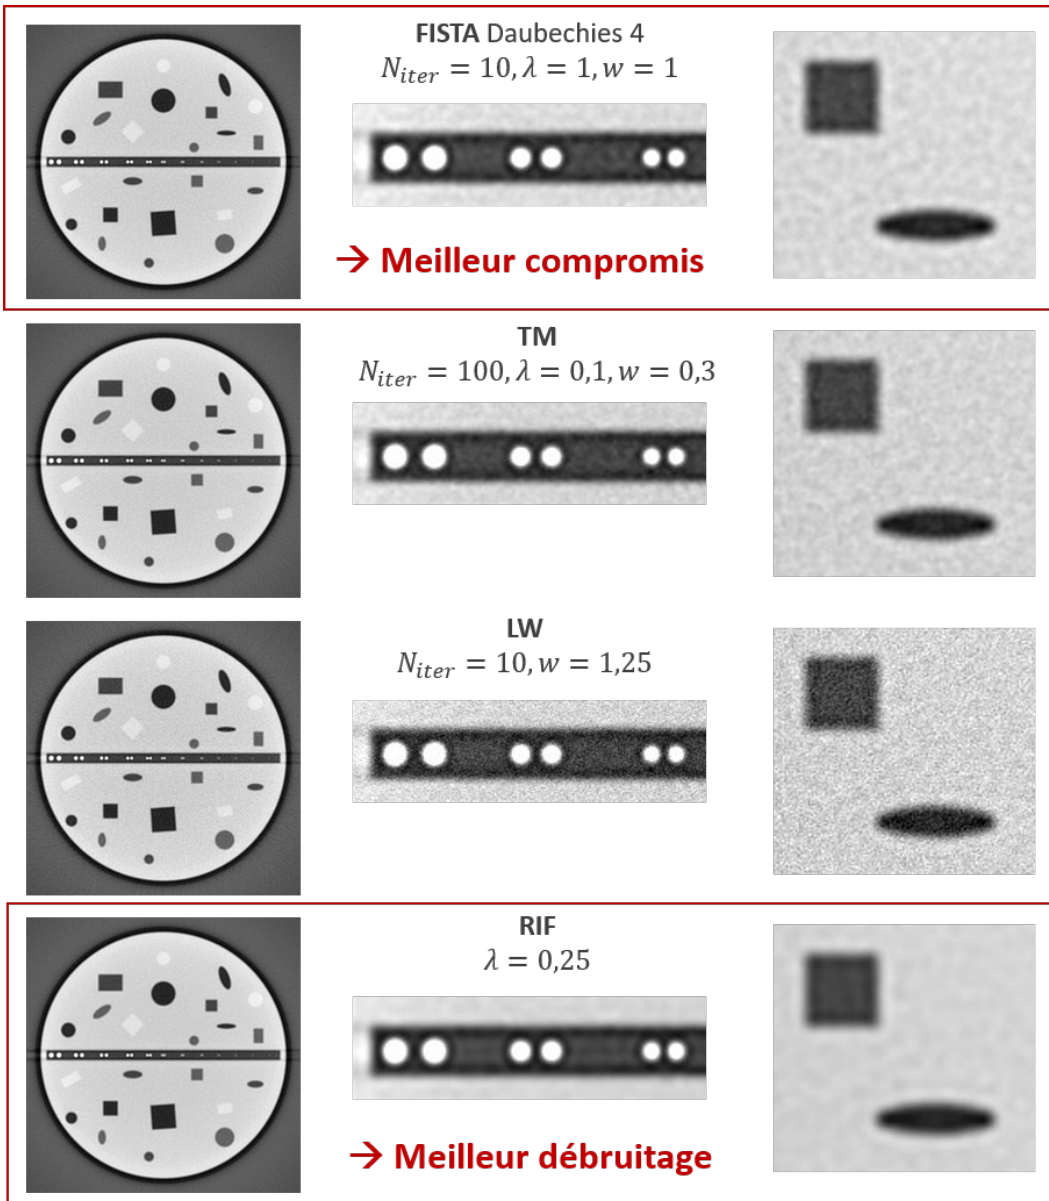 FISTA Daubechies 4
N_iter = 10, λ = 1, w = 1
→ Meilleur compromis
TM
N_iter = 100, λ = 0,1, w = 0,3
LW
N_iter = 10, w = 1,25
RIF
λ = 0,25
→ Meilleur débruitage